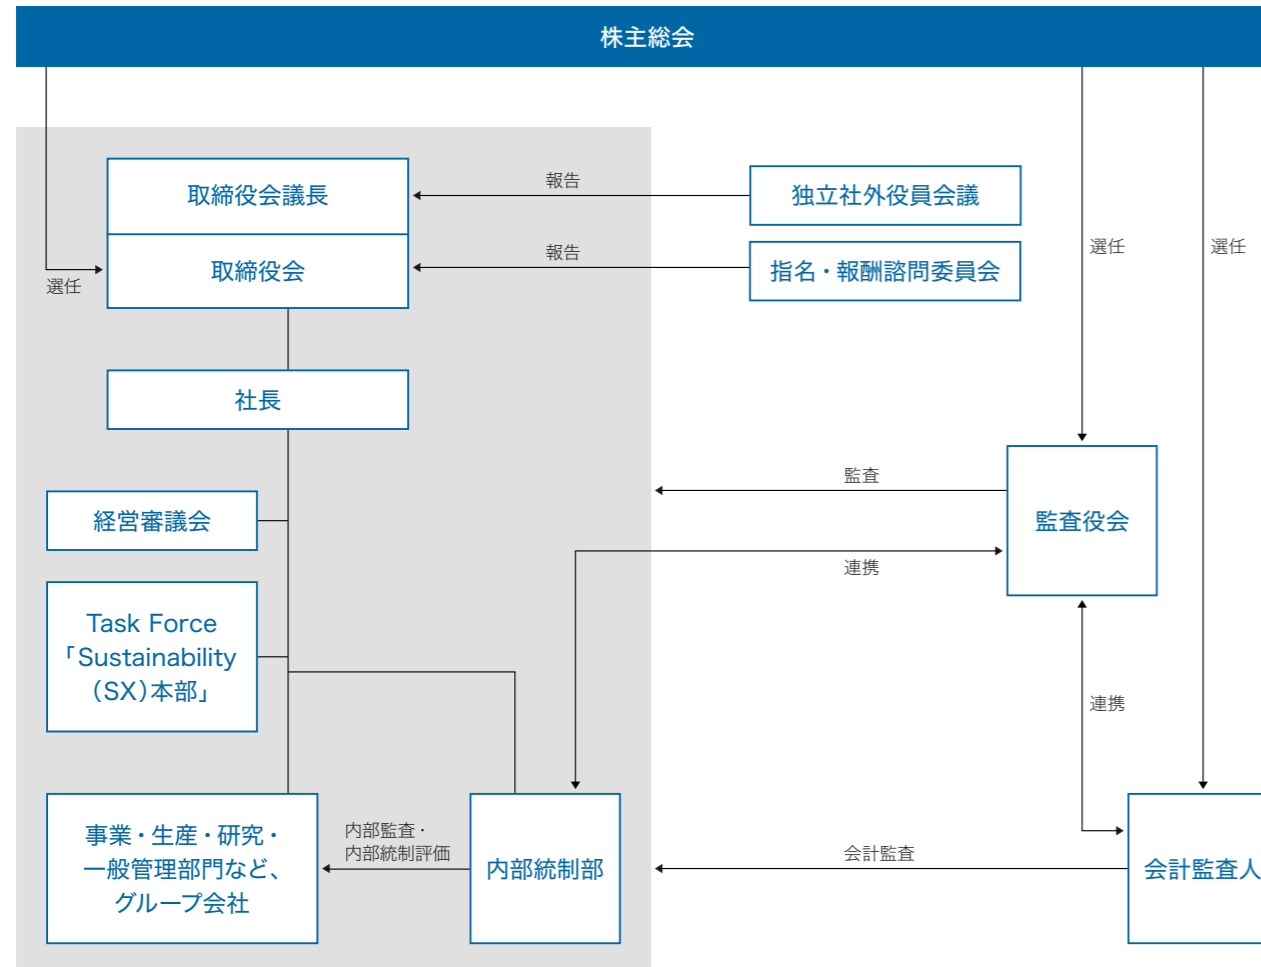 株主総会
取締役会議長
報告
独立社外役員会議
取締役会
報告
指名・報酬諮問委員会
選任
選任
選任
社長
経営審議会
監査
監査役会
連携
Task Force
「Sustainability
(SX)本部」
連携
事業・生産・研究・
一般管理部門など、
グループ会社
内部監査・
内部統制評価
内部統制部
会計監査
会計監査人